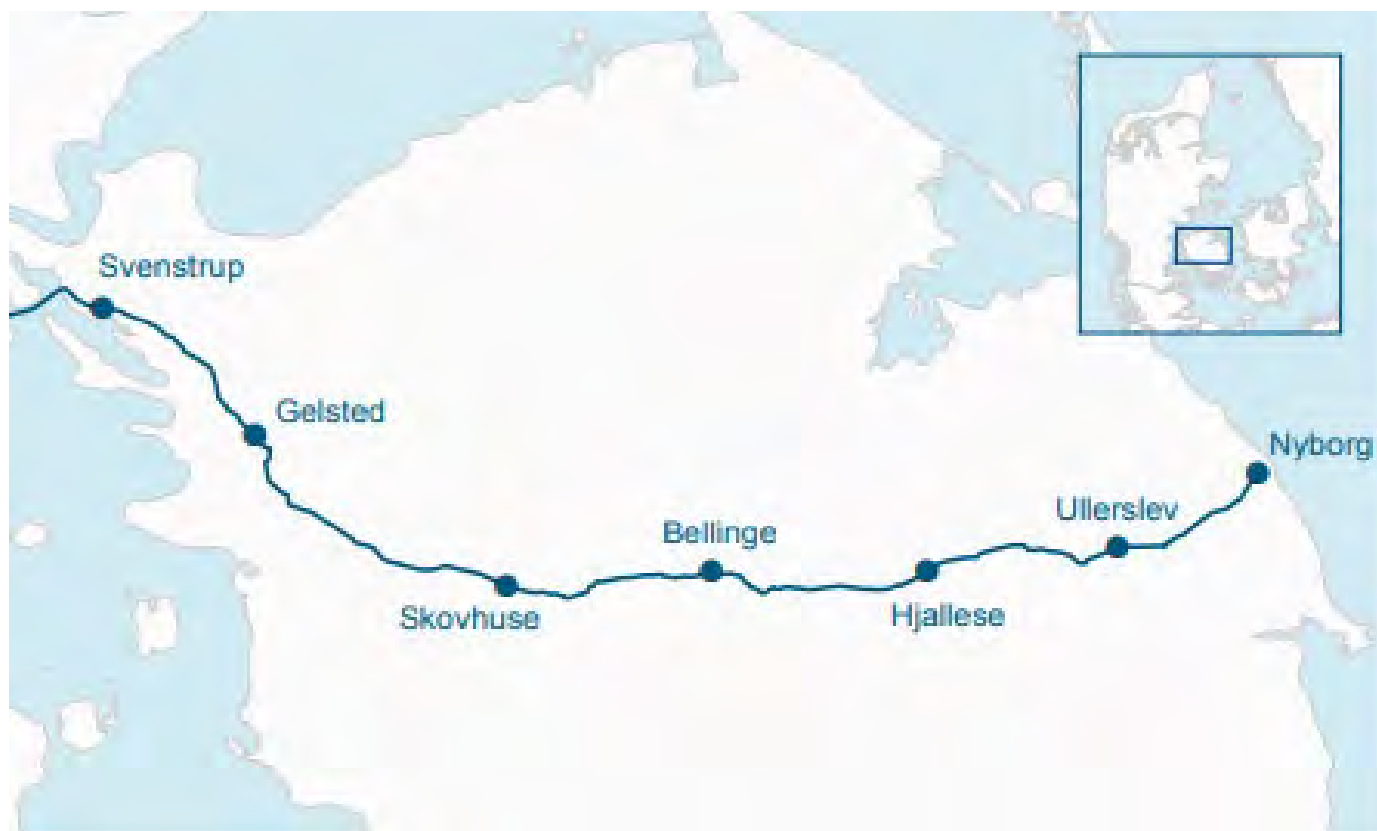 Svenstrup
Gelsted
Nyborg
Ullerslev
Bellinge
Skovhuse
Hjallese